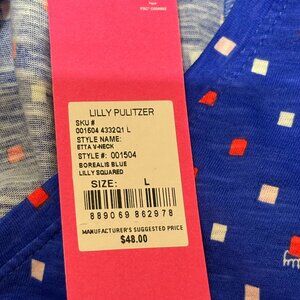 LILLY PULITZER
SKU #
001504 4332Q1 L
STYLE NAME:
ETTA V-NECK
STYLE #: 001504
BOREALIS BLUE
LILLY SQUARED
SIZE: L
889069 862978
MANUFACTURER'S SUGGESTED PRICE
$48.00